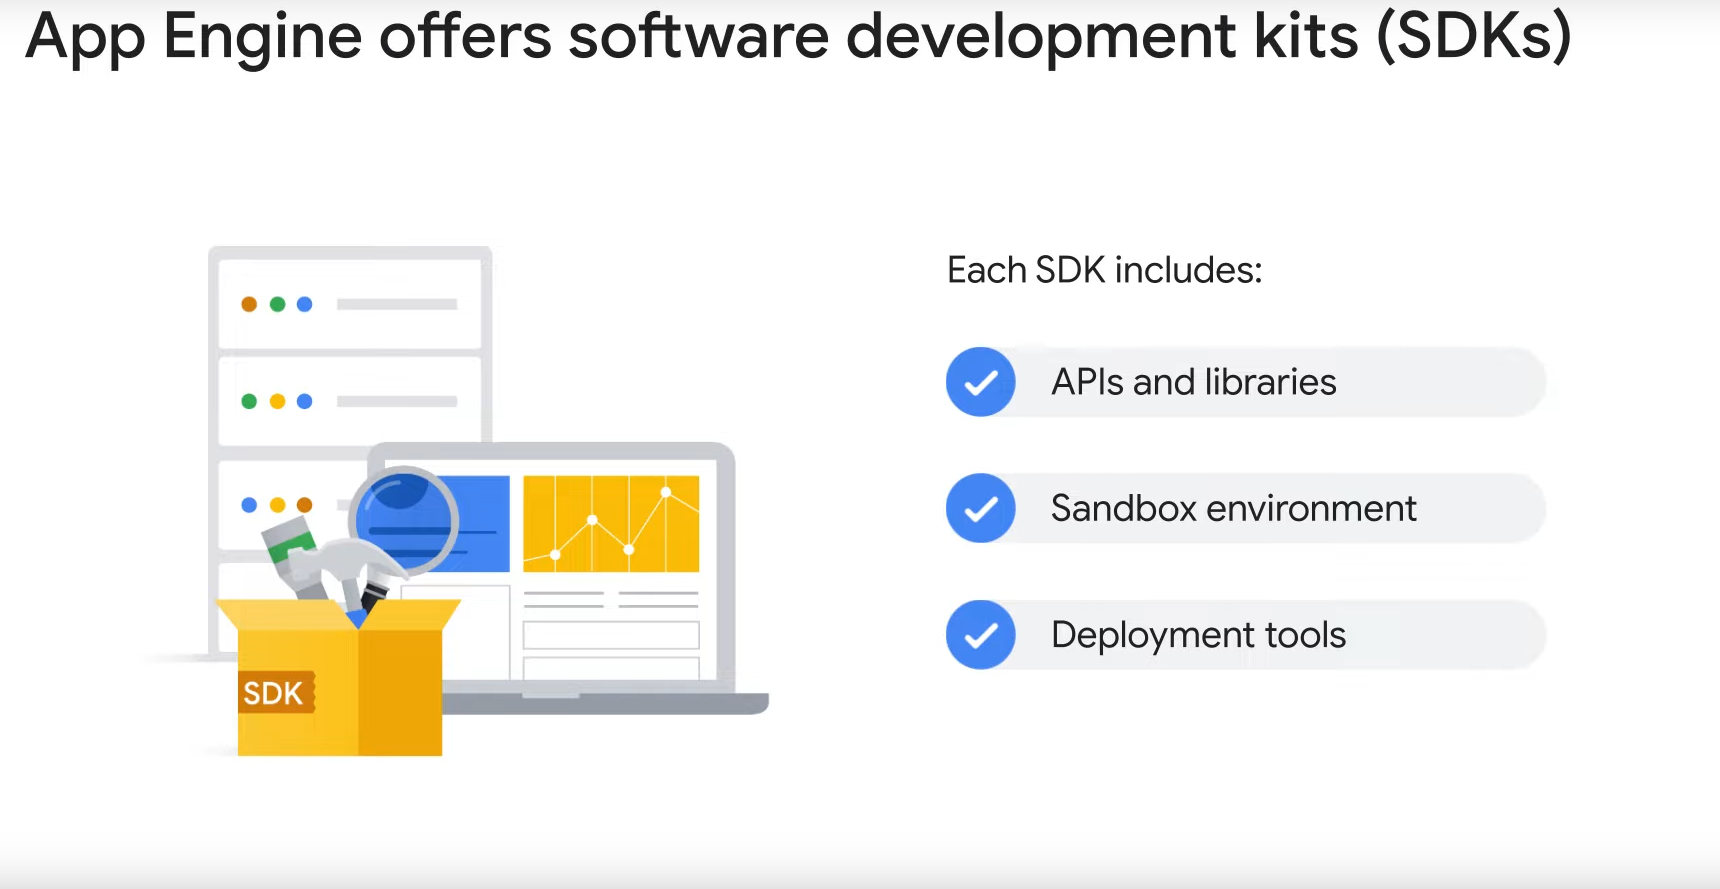 App Engine offers software development kits (SDKs)
Each SDK includes:
APIs and libraries
Sandbox environment
Deployment tools
SDK